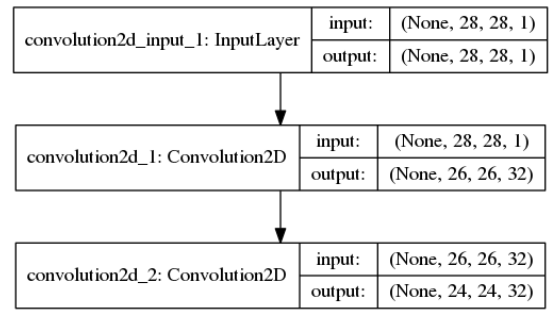 convolution2d_input_1: InputLayer
input: (None, 28, 28, 1)
output: (None, 28, 28, 1)
convolution2d_1: Convolution2D
input: (None, 28, 28, 1)
output: (None, 26, 26, 32)
convolution2d_2: Convolution2D
input: (None, 26, 26, 32)
output: (None, 24, 24, 32)